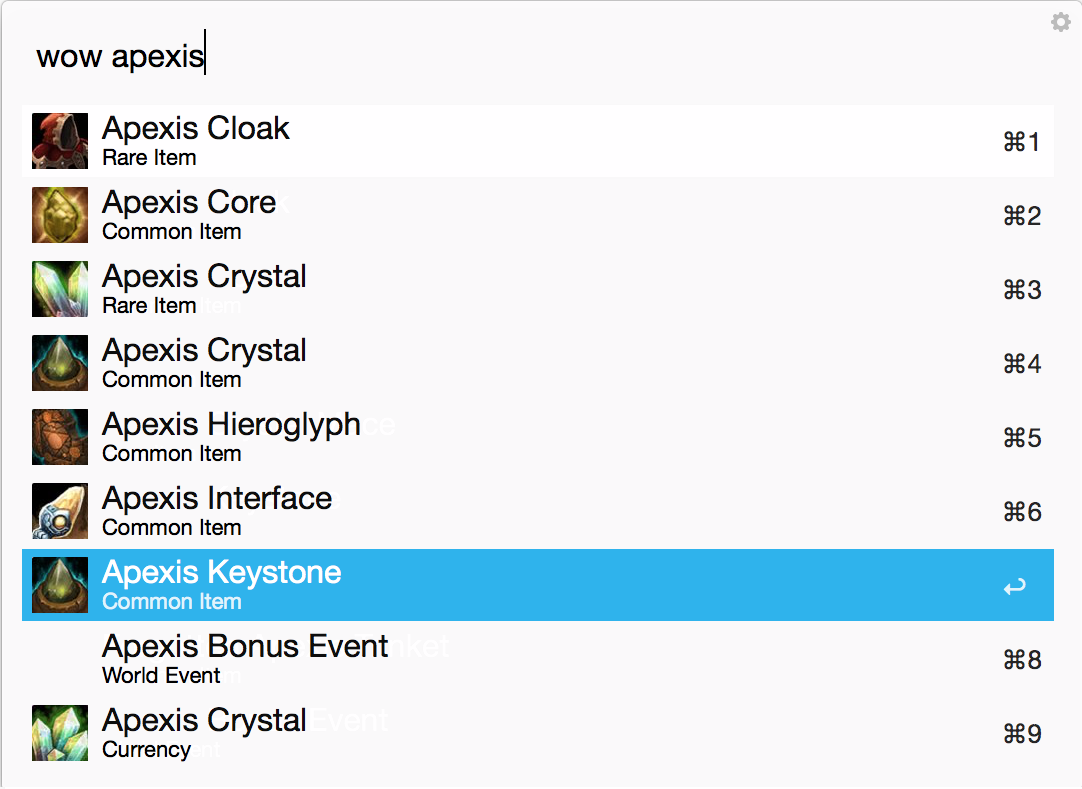 wow apexis
Apexis Cloak
Rare Item
⌘1
Apexis Core
Common Item
⌘2
Apexis Crystal
Rare Item
⌘3
Apexis Crystal
Common Item
⌘4
Apexis Hieroglyph
Common Item
⌘5
Apexis Interface
Common Item
⌘6
Apexis Keystone
Common Item
Apexis Bonus Event
World Event
⌘8
Apexis Crystal
Currency
⌘9